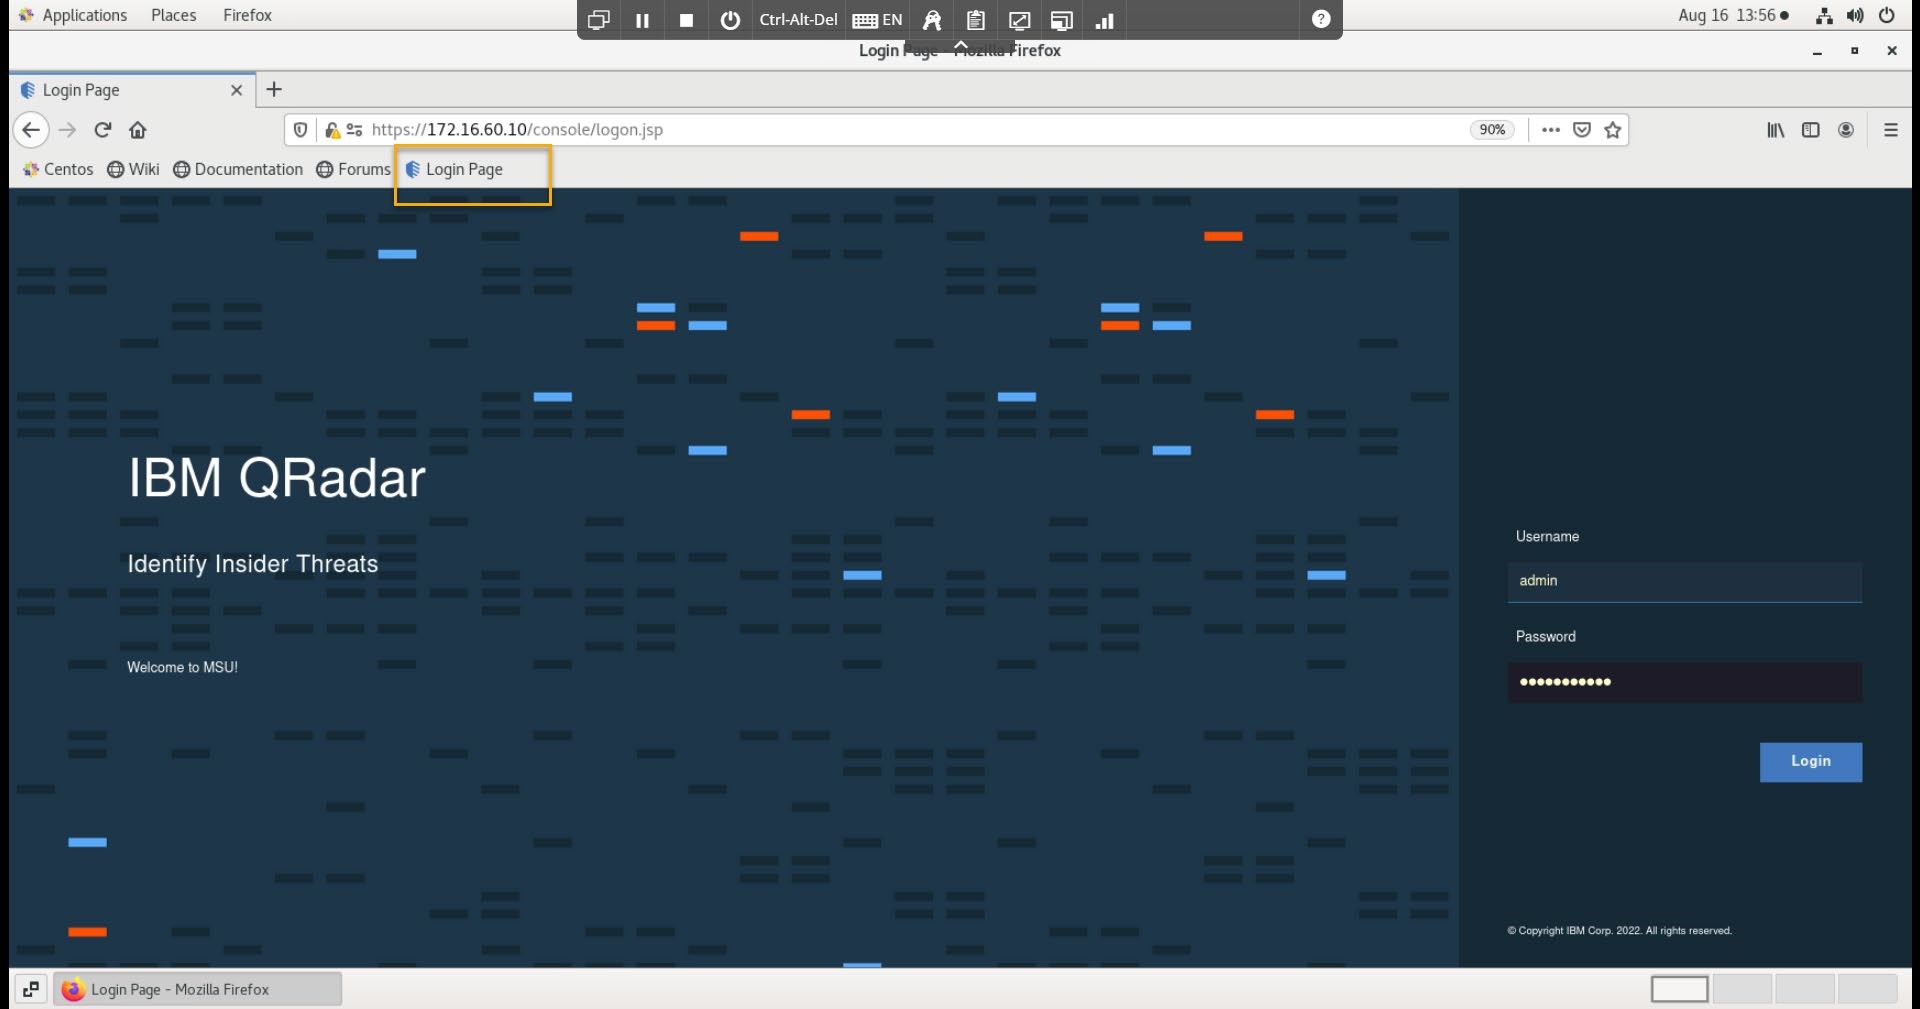 Applications Places Firefox
Ctrl-Alt-Del EN ?
Aug 16 13:56
Login Page - Mozilla Firefox
Login Page
https://172.16.60.10/console/logon.jsp
90%
Centos Wiki Documentation Forums Login Page
IBM QRadar
Identify Insider Threats
Welcome to MSU!
Username
admin
Password
Login
© Copyright IBM Corp. 2022. All rights reserved.
Login Page - Mozilla Firefox